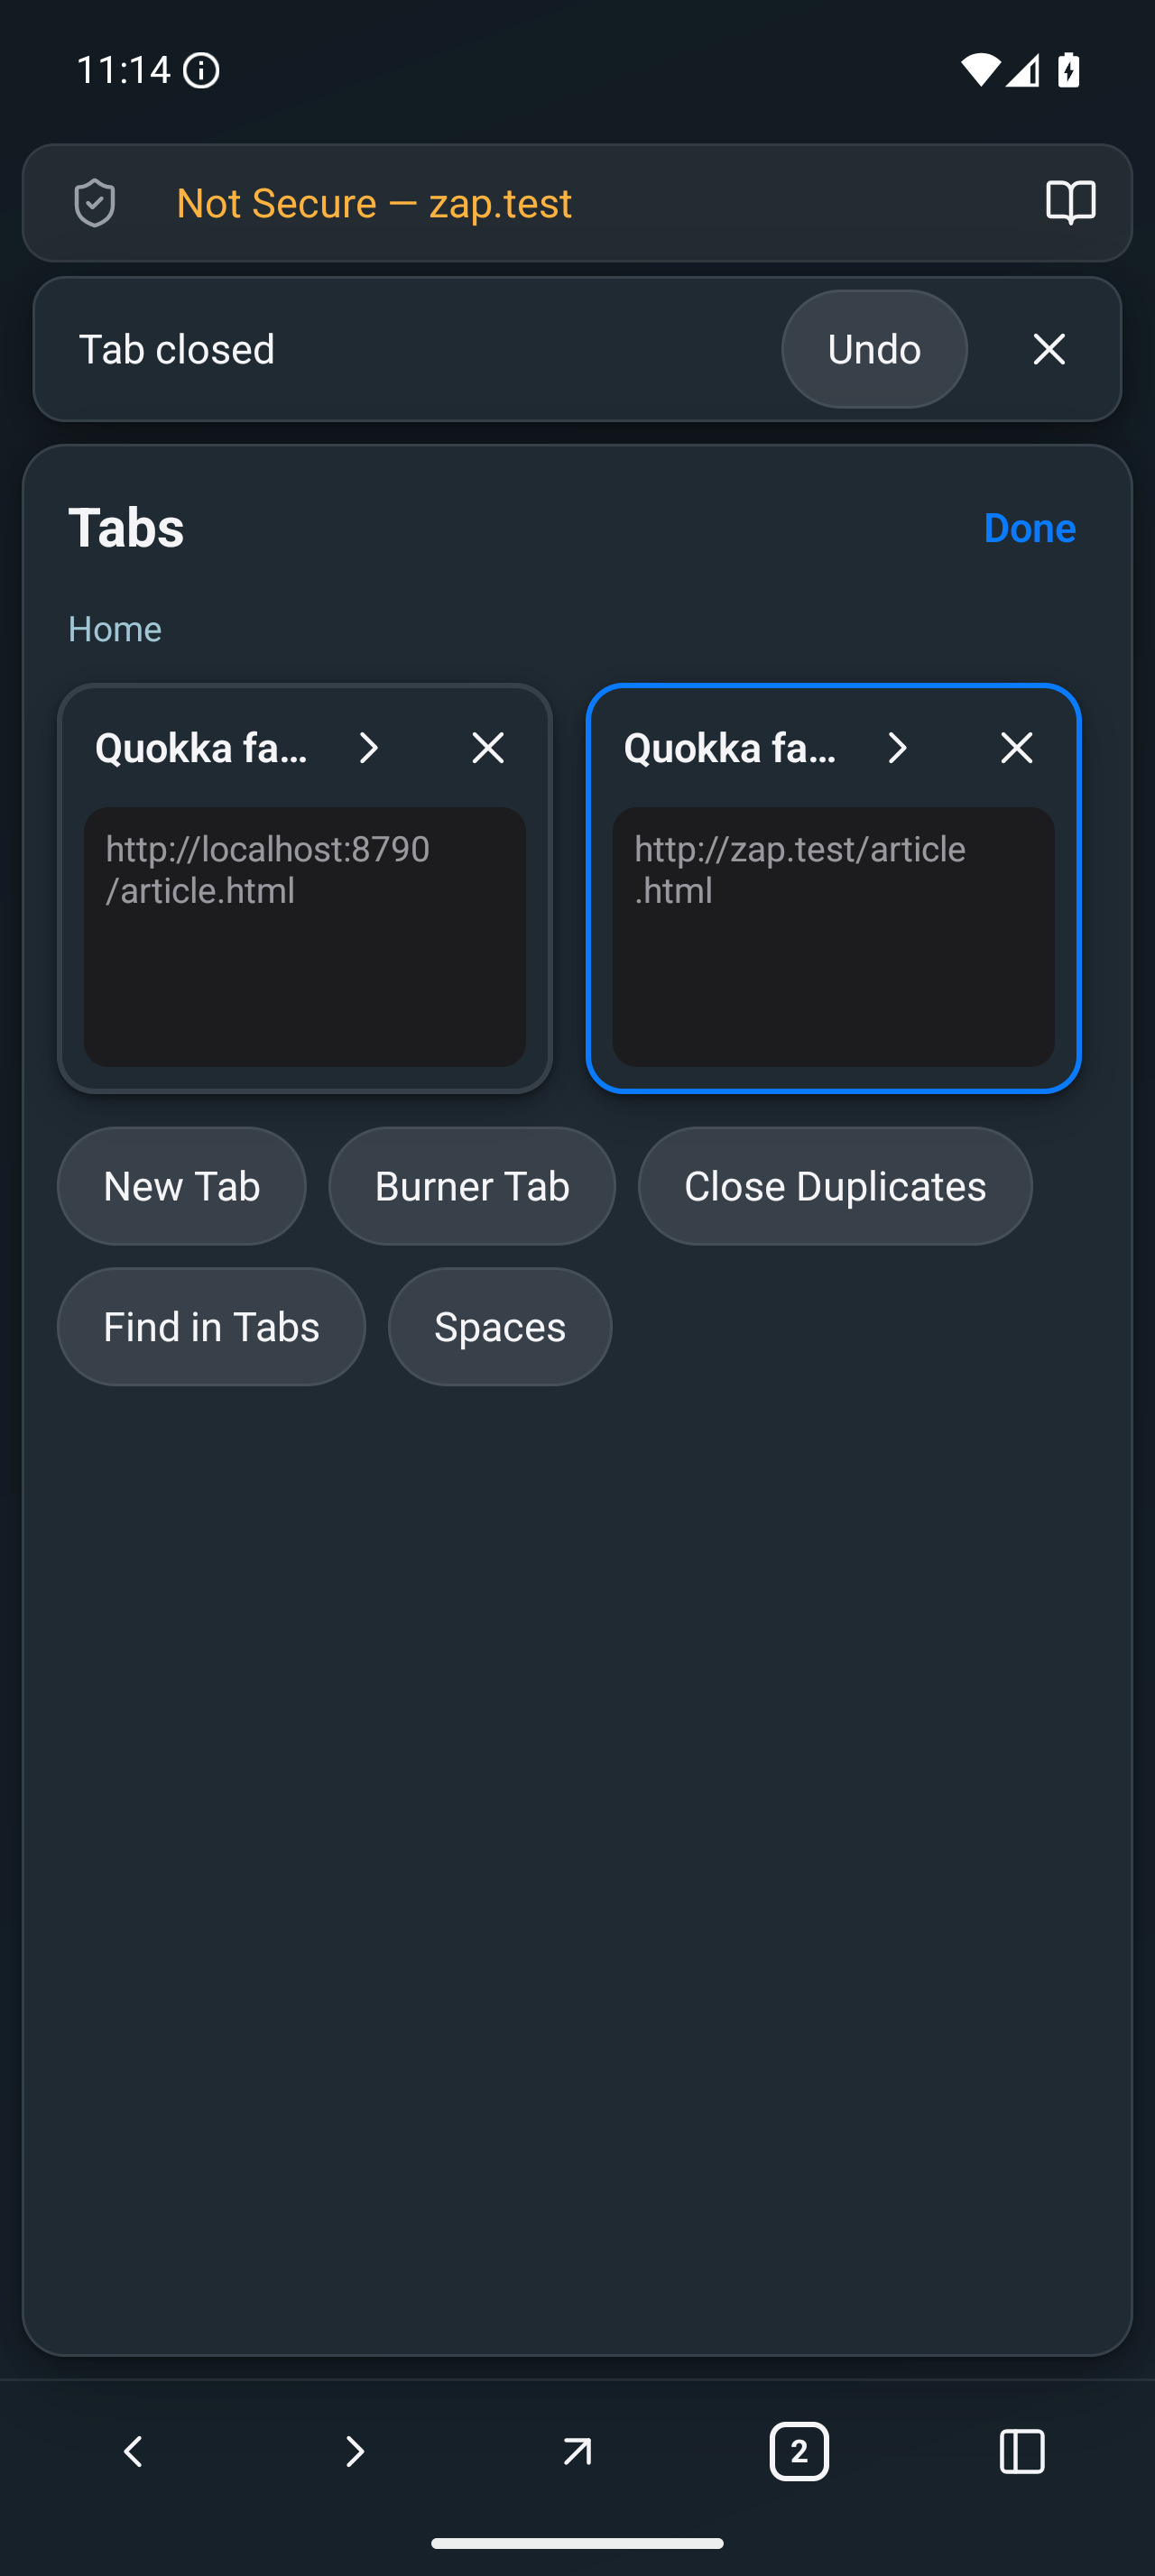 11:14
Not Secure — zap.test
Tab closed
Undo
Tabs
Done
Home
Quokka fa…
Quokka fa…
http://localhost:8790
/article.html
http://zap.test/article
.html
New Tab
Burner Tab
Close Duplicates
Find in Tabs
Spaces
2